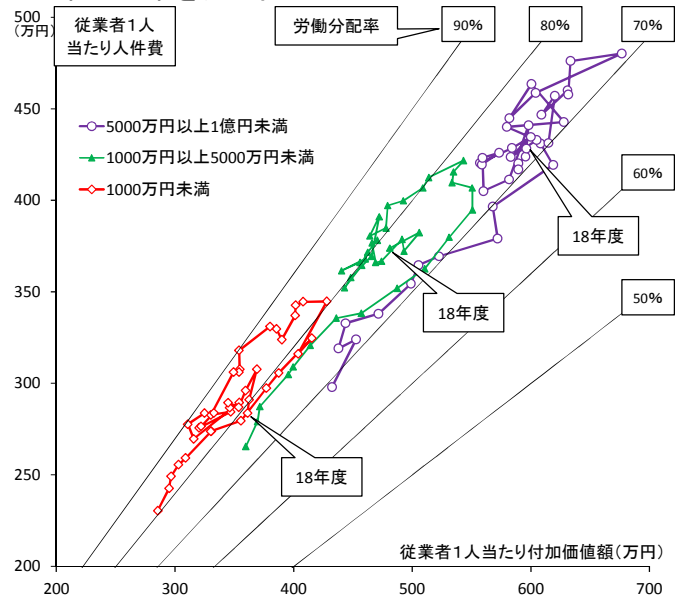 500
(万円)
従業者1人
当たり人件費
労働分配率
90%
80%
70%
450
5000万円以上1億円未満
1000万円以上5000万円未満
1000万円未満
400
60%
18年度
350
18年度
50%
300
18年度
250
従業者1人当たり付加価値額(万円)
200
200
300
400
500
600
700